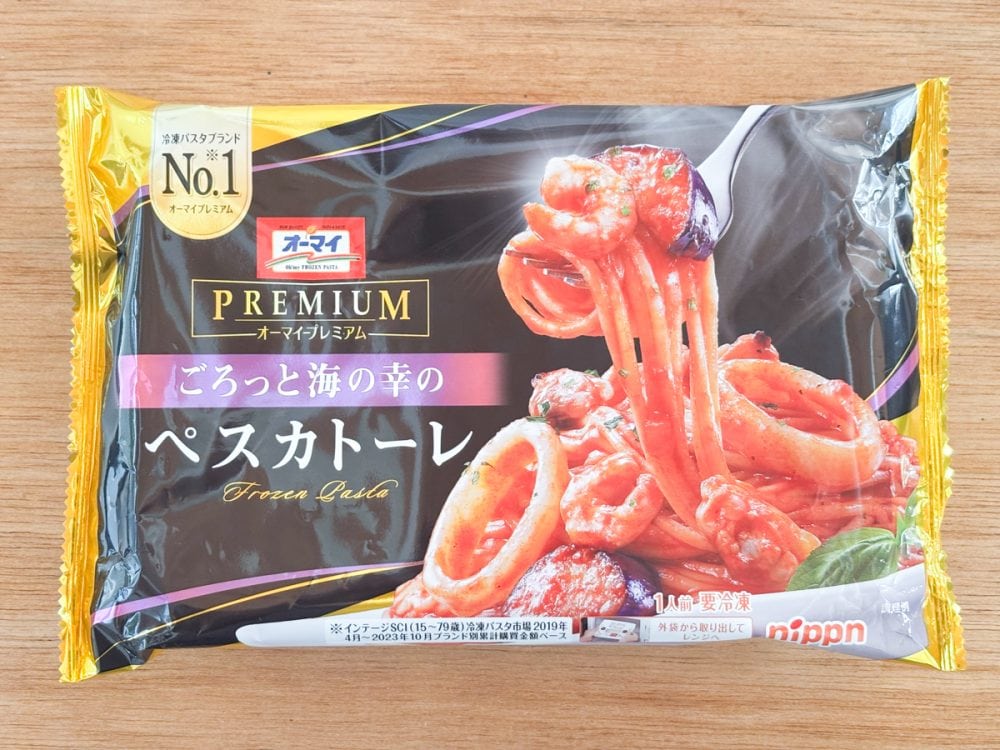 冷凍パスタブランド
No.1※
オーマイプレミアム
オーマイ
Oh'my FROZEN PASTA
PREMIUM
オーマイプレミアム
ごろっと海の幸の
ペスカトーレ
Frozen Pasta
1人前 要冷凍
※インテージSCI（15～79歳）冷凍パスタ市場2019年
4月～2023年10月ブランド別累計購買金額ベース
外袋から取り出して
レンジへ
nippn